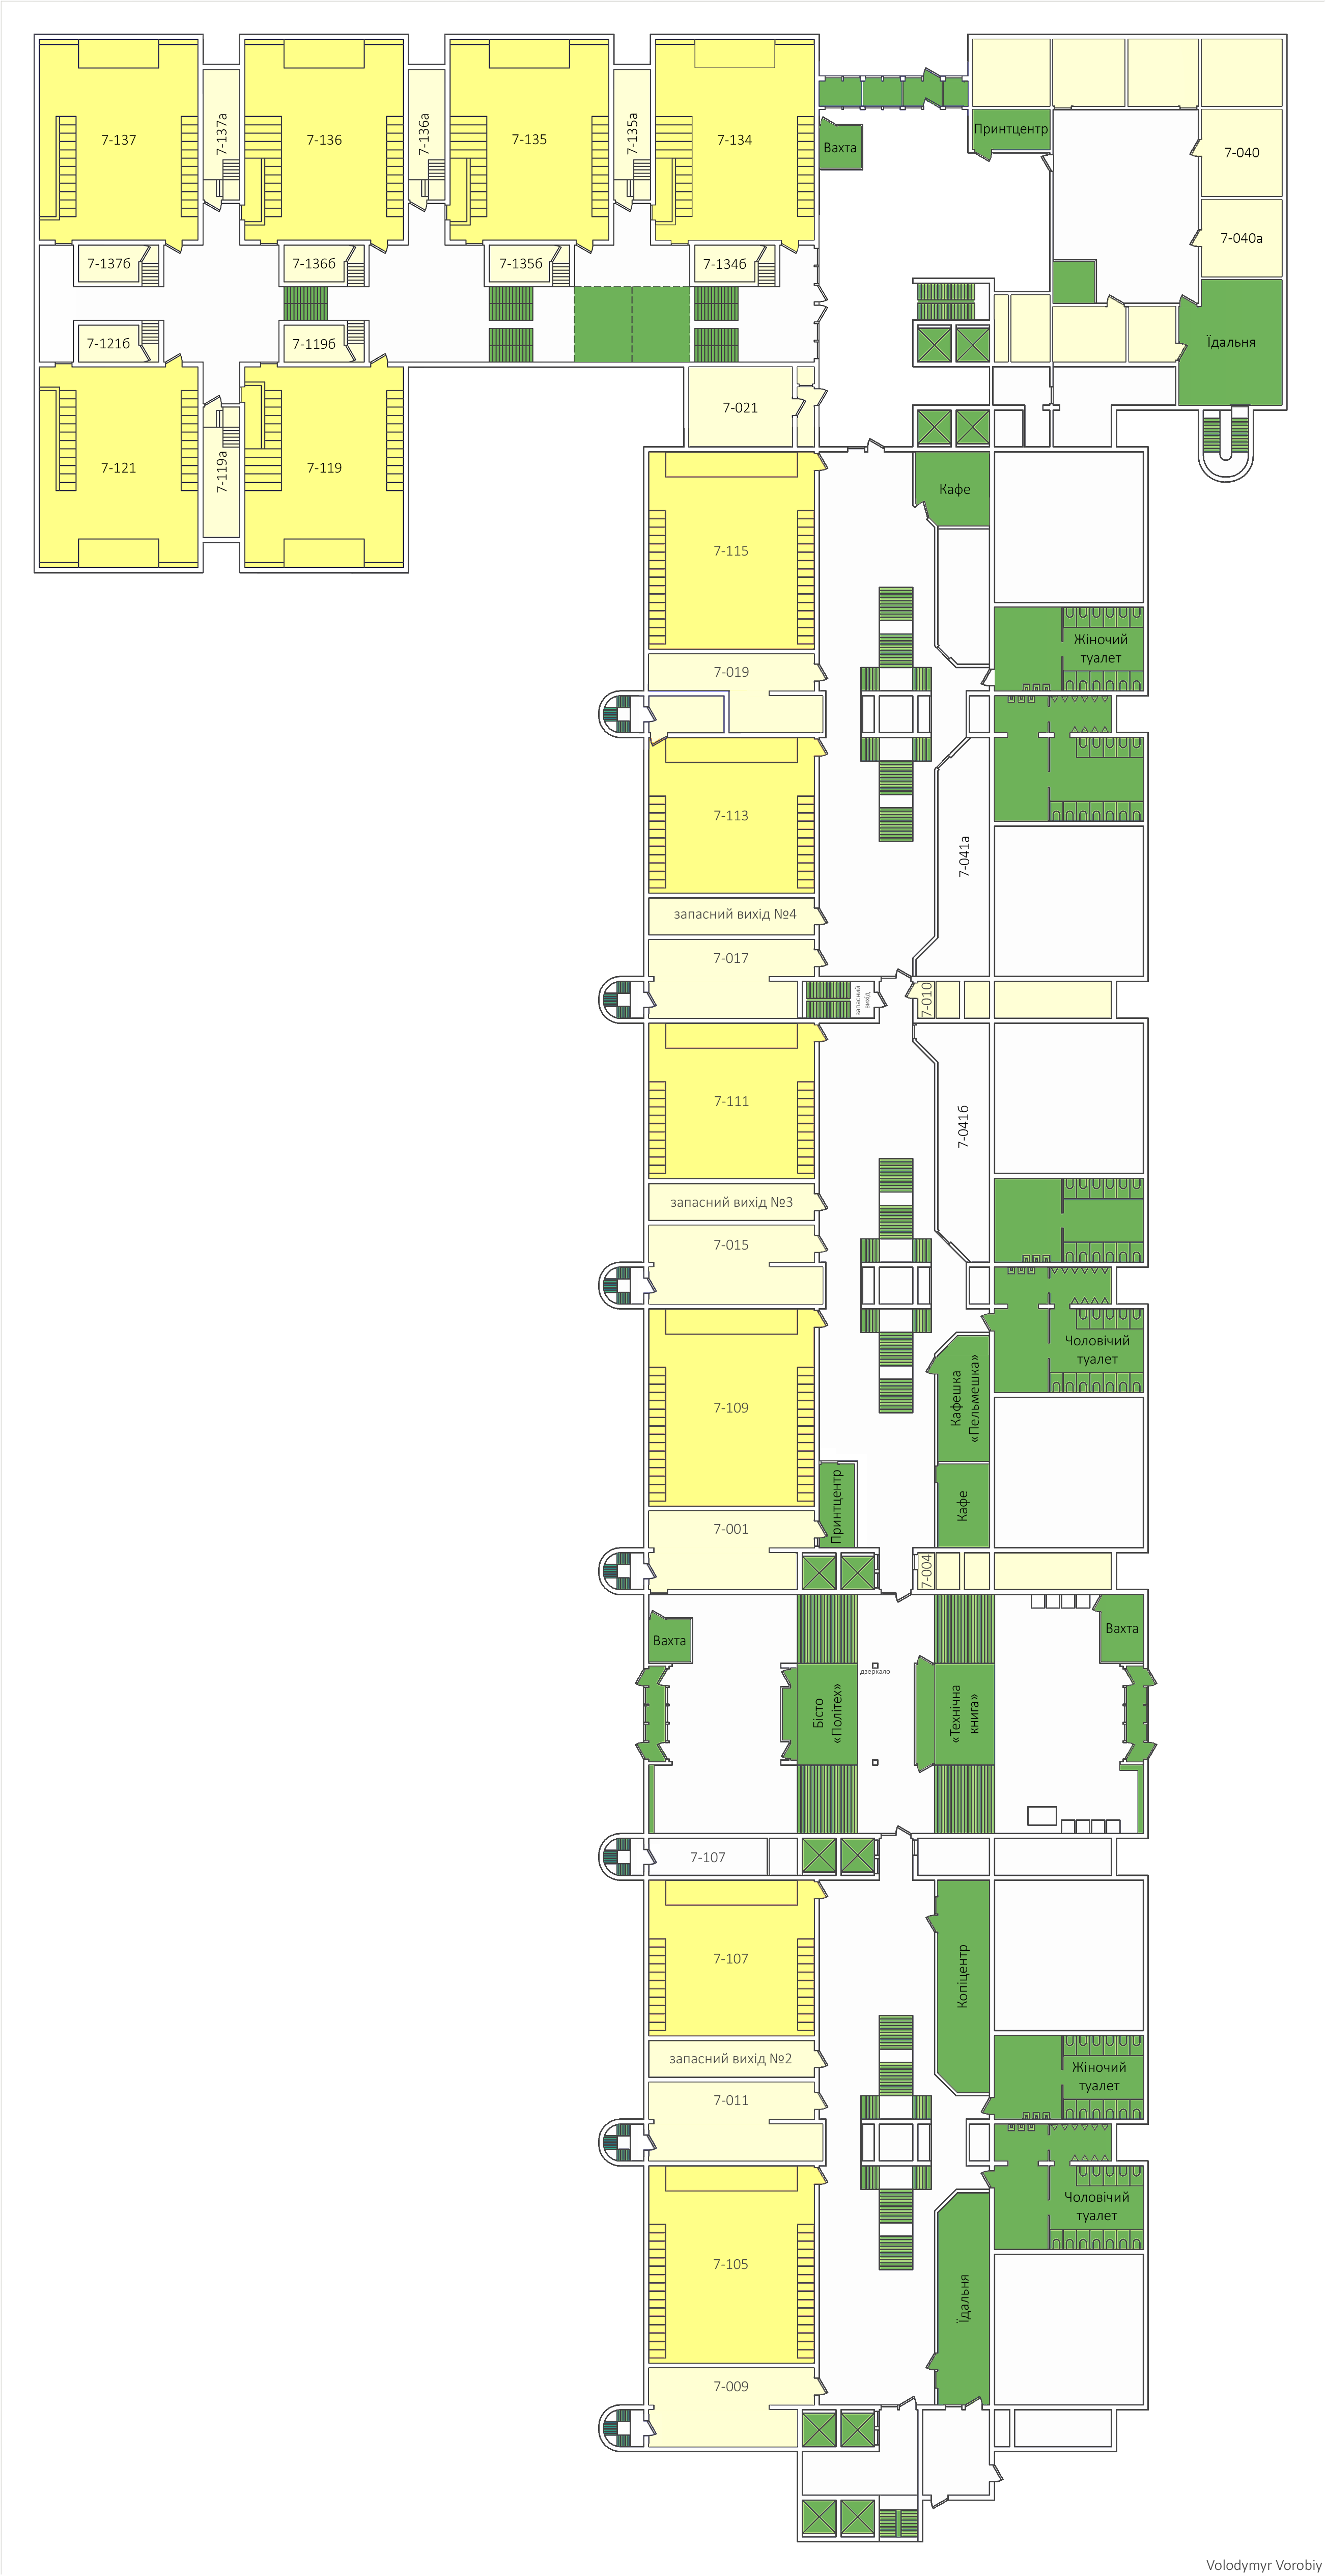 7-137
7-137а
7-136
7-136а
7-135
7-135а
7-134
Вахта
Принтцентр
7-040
7-040а
7-137б
7-136б
7-135б
7-134б
7-121б
7-119б
Їдальня
7-121
7-119а
7-119
7-021
Кафе
7-115
Жіночий
туалет
7-019
7-113
7-041а
запасний вихід №4
7-017
запасний
вихід
7-010
7-111
7-041б
запасний вихід №3
7-015
Чоловічий
туалет
Кафешка
«Пельмешка»
7-109
Принтцентр
Кафе
7-001
7-004
Вахта
Вахта
дзеркало
Бісто
«Політех»
«Технічна
книга»
7-107
7-107
Копіцентр
запасний вихід №2
Жіночий
туалет
7-011
Чоловічий
туалет
7-105
Їдальня
7-009
Volodymyr Vorobiy